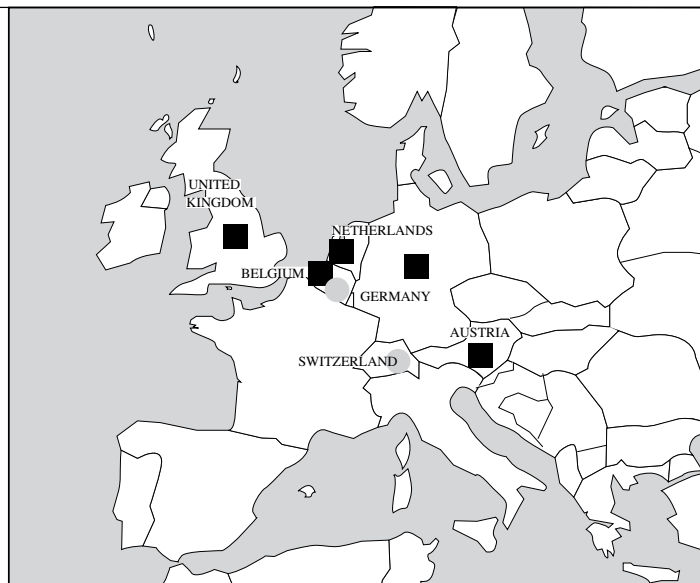 UNITED
KINGDOM
NETHERLANDS
BELGIUM
GERMANY
AUSTRIA
SWITZERLAND